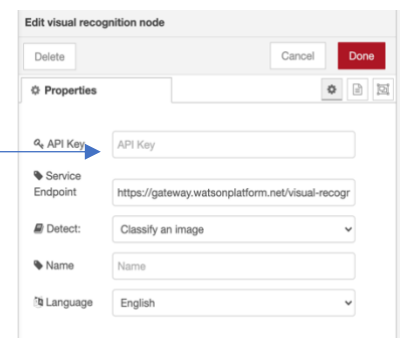 Edit visual recognition node
Delete
Cancel
Done
Properties
API Key
API Key
Service
Endpoint
https://gateway.watsonplatform.net/visual-recogr
Detect:
Classify an image
Name
Name
Language
English